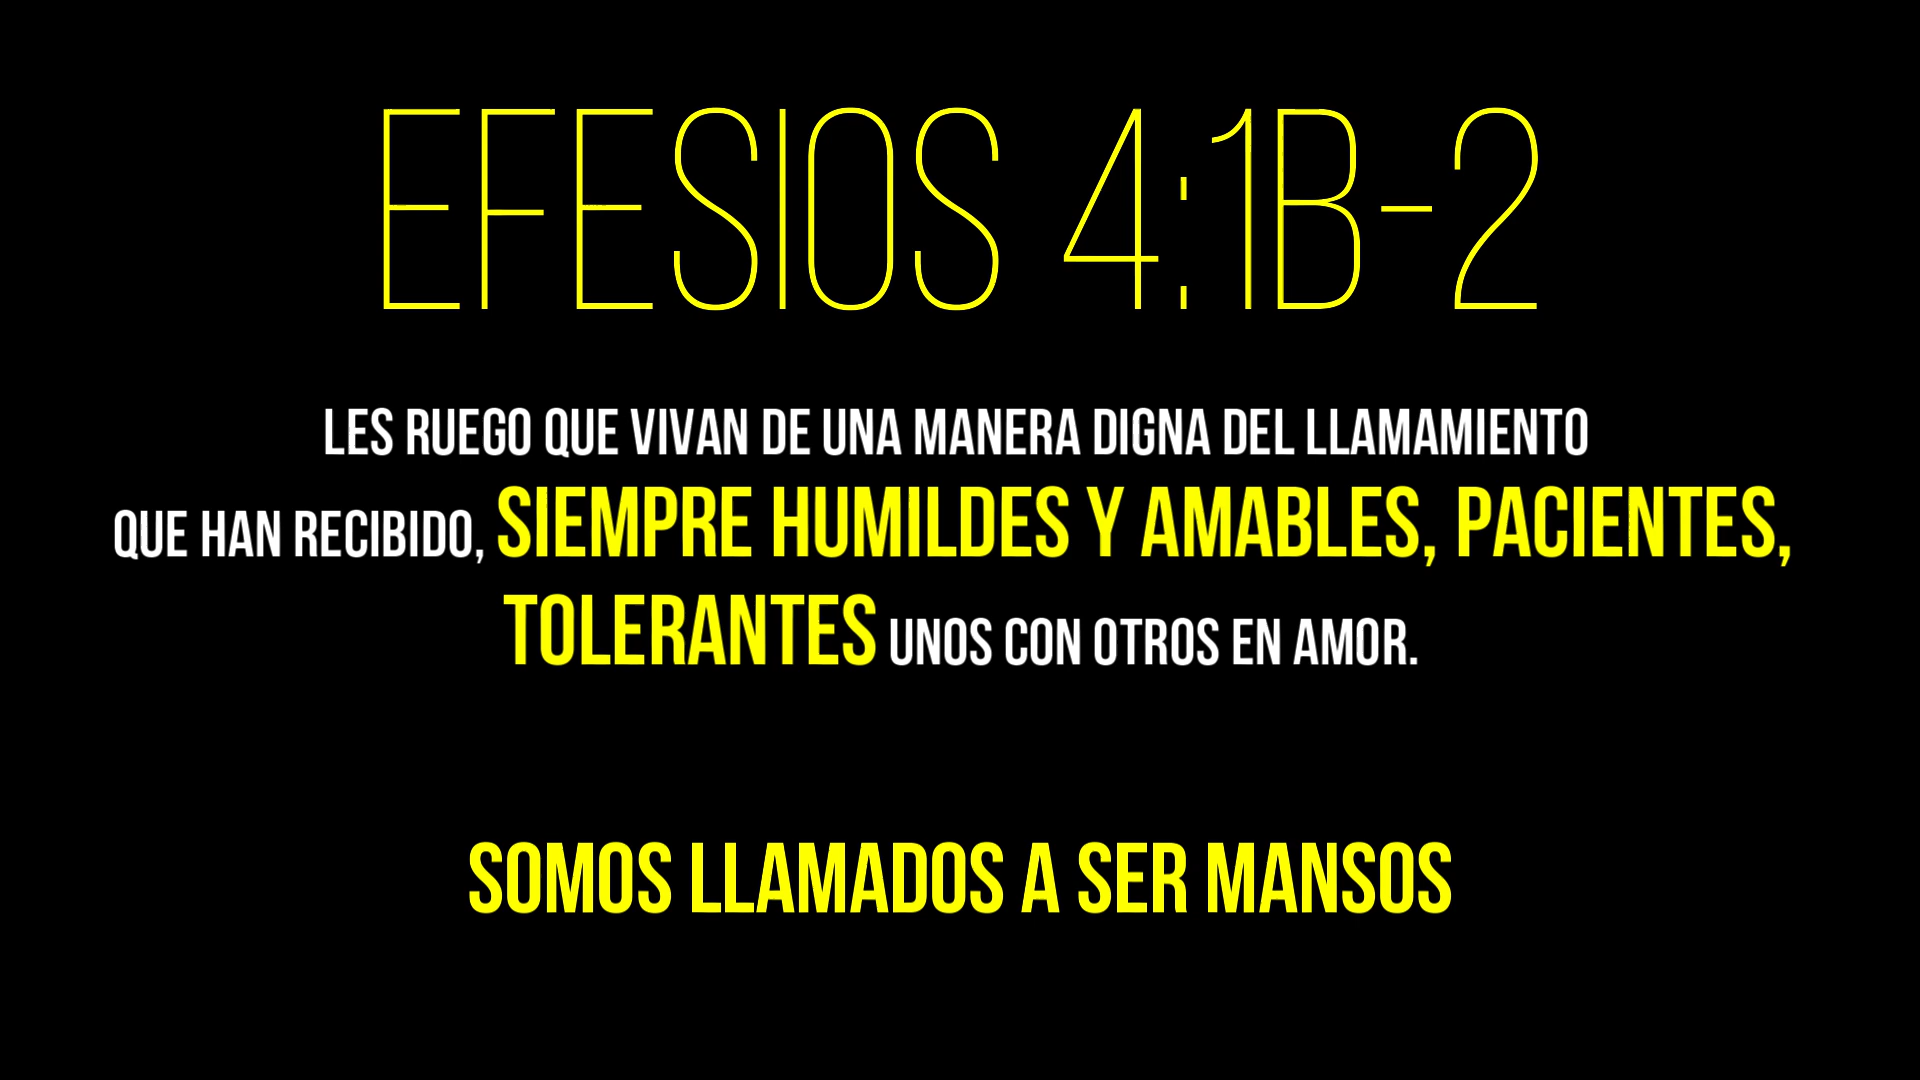 EFESIOS 4:1B-2
LES RUEGO QUE VIVAN DE UNA MANERA DIGNA DEL LLAMAMIENTO
QUE HAN RECIBIDO, SIEMPRE HUMILDES Y AMABLES, PACIENTES,
TOLERANTES UNOS CON OTROS EN AMOR.
SOMOS LLAMADOS A SER MANSOS